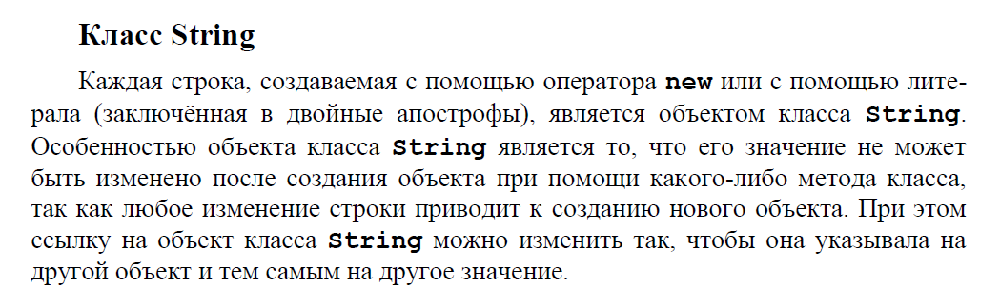 Класс String
Каждая строка, создаваемая с помощью оператора new или с помощью лите-
рала (заключённая в двойные апострофы), является объектом класса String.
Особенностью объекта класса String является то, что его значение не может
быть изменено после создания объекта при помощи какого-либо метода класса,
так как любое изменение строки приводит к созданию нового объекта. При этом
ссылку на объект класса String можно изменить так, чтобы она указывала на
другой объект и тем самым на другое значение.